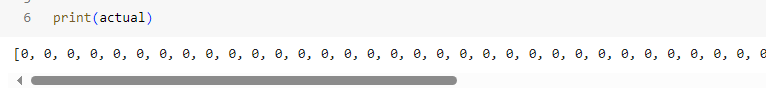 6 print(actual)
[0, 0, 0, 0, 0, 0, 0, 0, 0, 0, 0, 0, 0, 0, 0, 0, 0, 0, 0, 0, 0, 0, 0, 0, 0, 0, 0, 0, 0, 0, 0, 0, 0